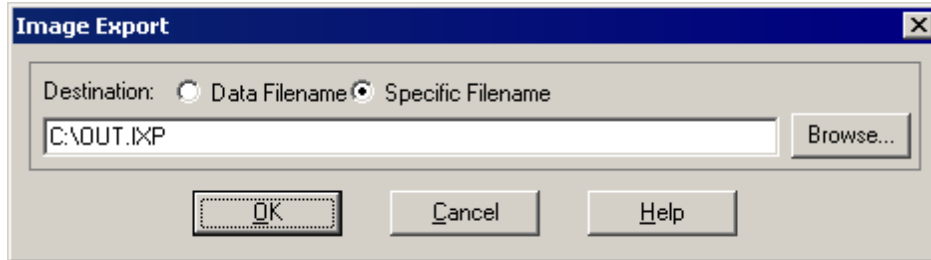 Image Export
Destination: Data Filename Specific Filename
C:\OUT.IXP Browse...
OK Cancel Help